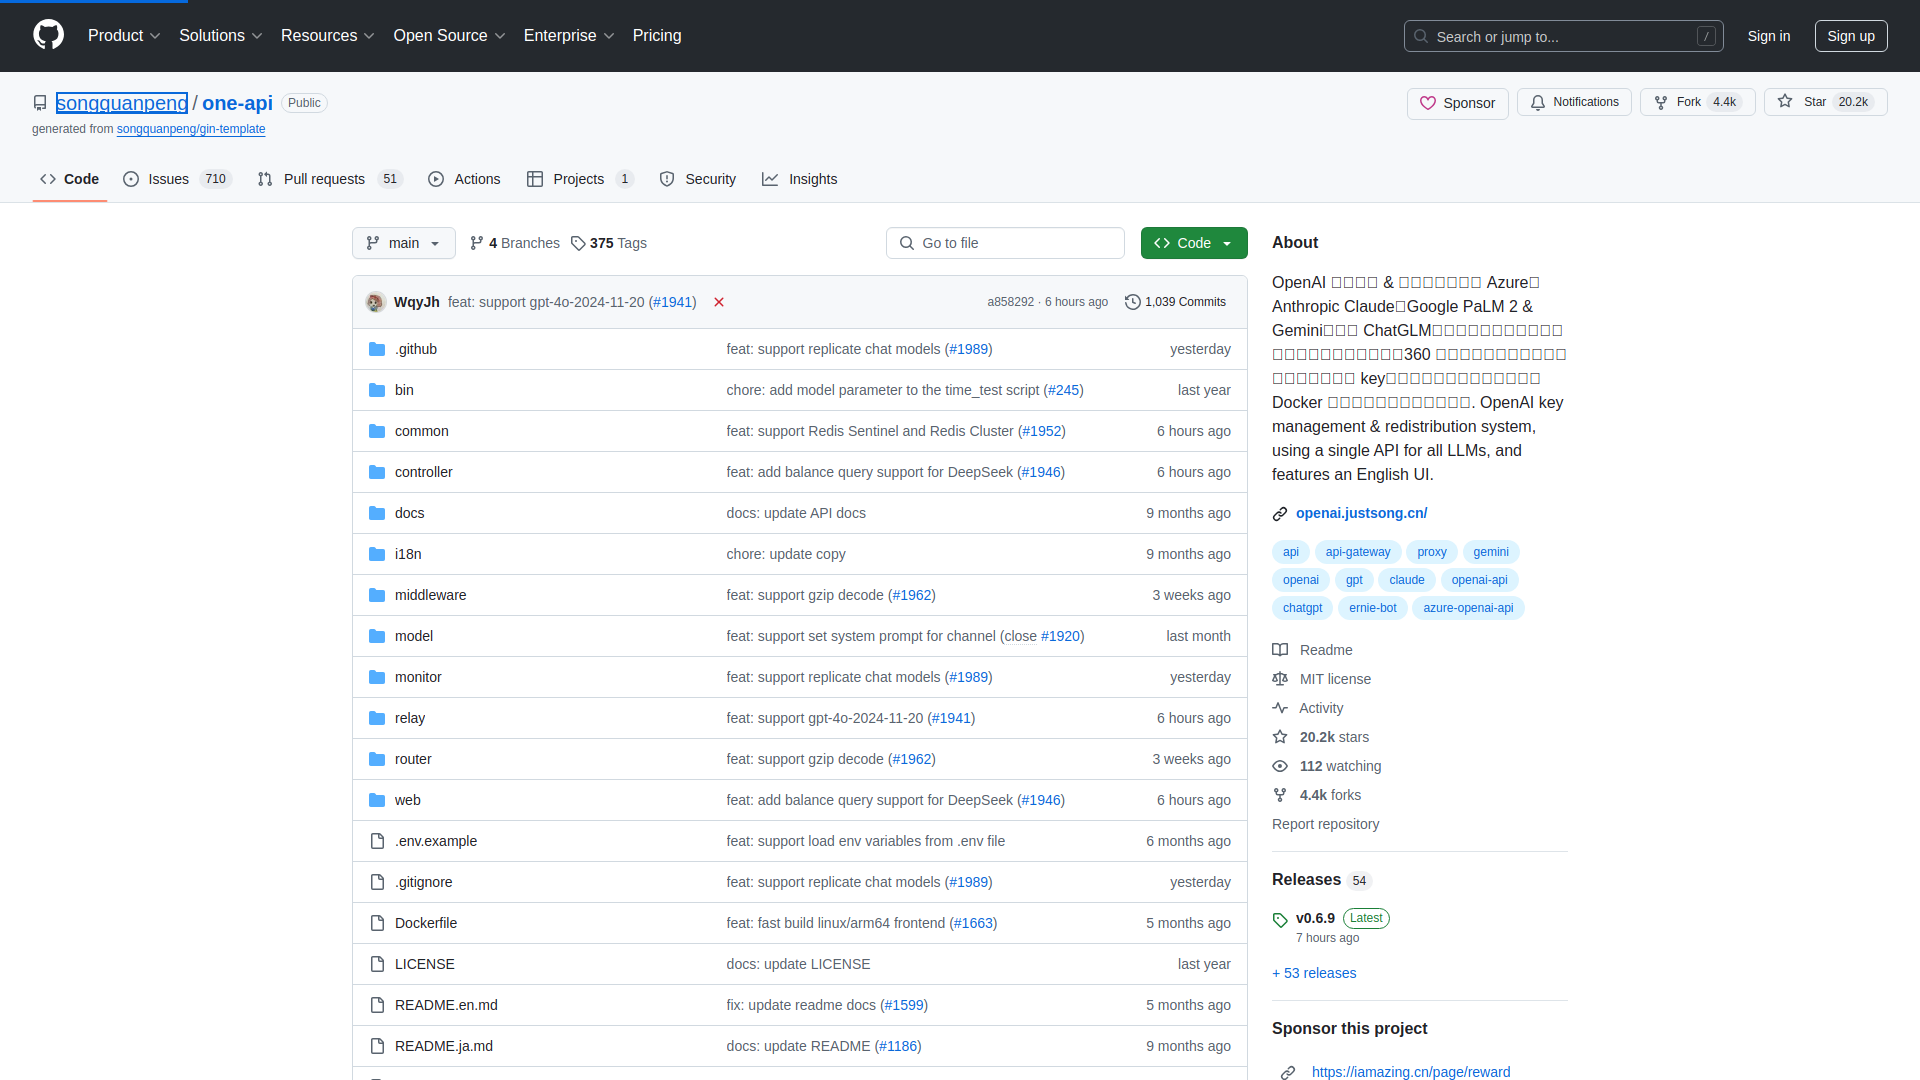 Product
Solutions
Resources
Open Source
Enterprise
Pricing
Search or jump to...
/
Sign in
Sign up
songquanpeng / one-api Public
generated from songquanpeng/gin-template
Sponsor
Notifications
Fork 4.4k
Star 20.2k
Code
Issues 710
Pull requests 51
Actions
Projects 1
Security
Insights
main
4 Branches
375 Tags
Go to file
Code
WqyJh feat: support gpt-4o-2024-11-20 (#1941)
a858292 · 6 hours ago
1,039 Commits
.github feat: support replicate chat models (#1989) yesterday
bin chore: add model parameter to the time_test script (#245) last year
common feat: support Redis Sentinel and Redis Cluster (#1952) 6 hours ago
controller feat: add balance query support for DeepSeek (#1946) 6 hours ago
docs docs: update API docs 9 months ago
i18n chore: update copy 9 months ago
middleware feat: support gzip decode (#1962) 3 weeks ago
model feat: support set system prompt for channel (close #1920) last month
monitor feat: support replicate chat models (#1989) yesterday
relay feat: support gpt-4o-2024-11-20 (#1941) 6 hours ago
router feat: support gzip decode (#1962) 3 weeks ago
web feat: add balance query support for DeepSeek (#1946) 6 hours ago
.env.example feat: support load env variables from .env file 6 months ago
.gitignore feat: support replicate chat models (#1989) yesterday
Dockerfile feat: fast build linux/arm64 frontend (#1663) 5 months ago
LICENSE docs: update LICENSE last year
README.en.md fix: update readme docs (#1599) 5 months ago
README.ja.md docs: update README (#1186) 9 months ago
About
OpenAI & Azure
Anthropic Claude Google PaLM 2 &
Gemini ChatGLM
360
key
Docker . OpenAI key
management & redistribution system,
using a single API for all LLMs, and
features an English UI.
openai.justsong.cn/
api api-gateway proxy gemini
openai gpt claude openai-api
chatgpt ernie-bot azure-openai-api
Readme
MIT license
Activity
20.2k stars
112 watching
4.4k forks
Report repository
Releases 54
v0.6.9 Latest
7 hours ago
+ 53 releases
Sponsor this project
https://iamazing.cn/page/reward